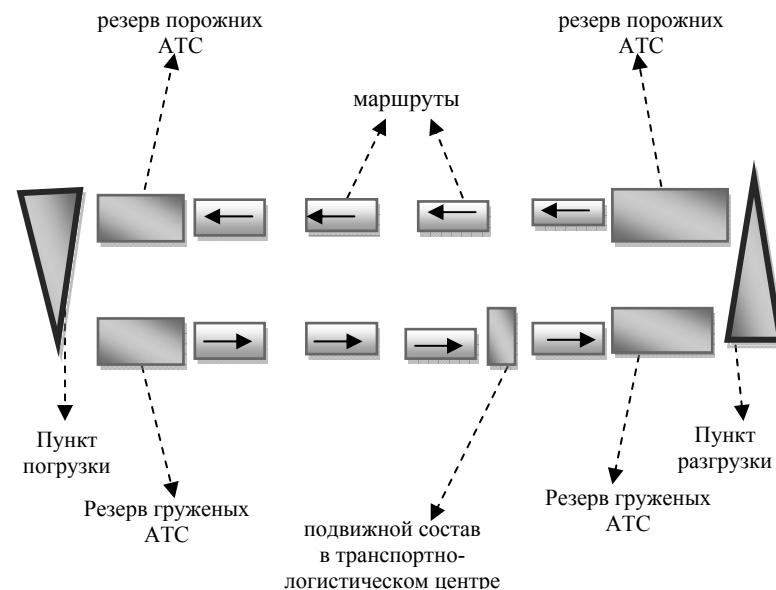 резерв порожних
АТС
резерв порожних
АТС
маршруты
Пункт
погрузки
Пункт
разгрузки
Резерв груженых
АТС
Резерв груженых
АТС
подвижной состав
в транспортно-
логистическом центре